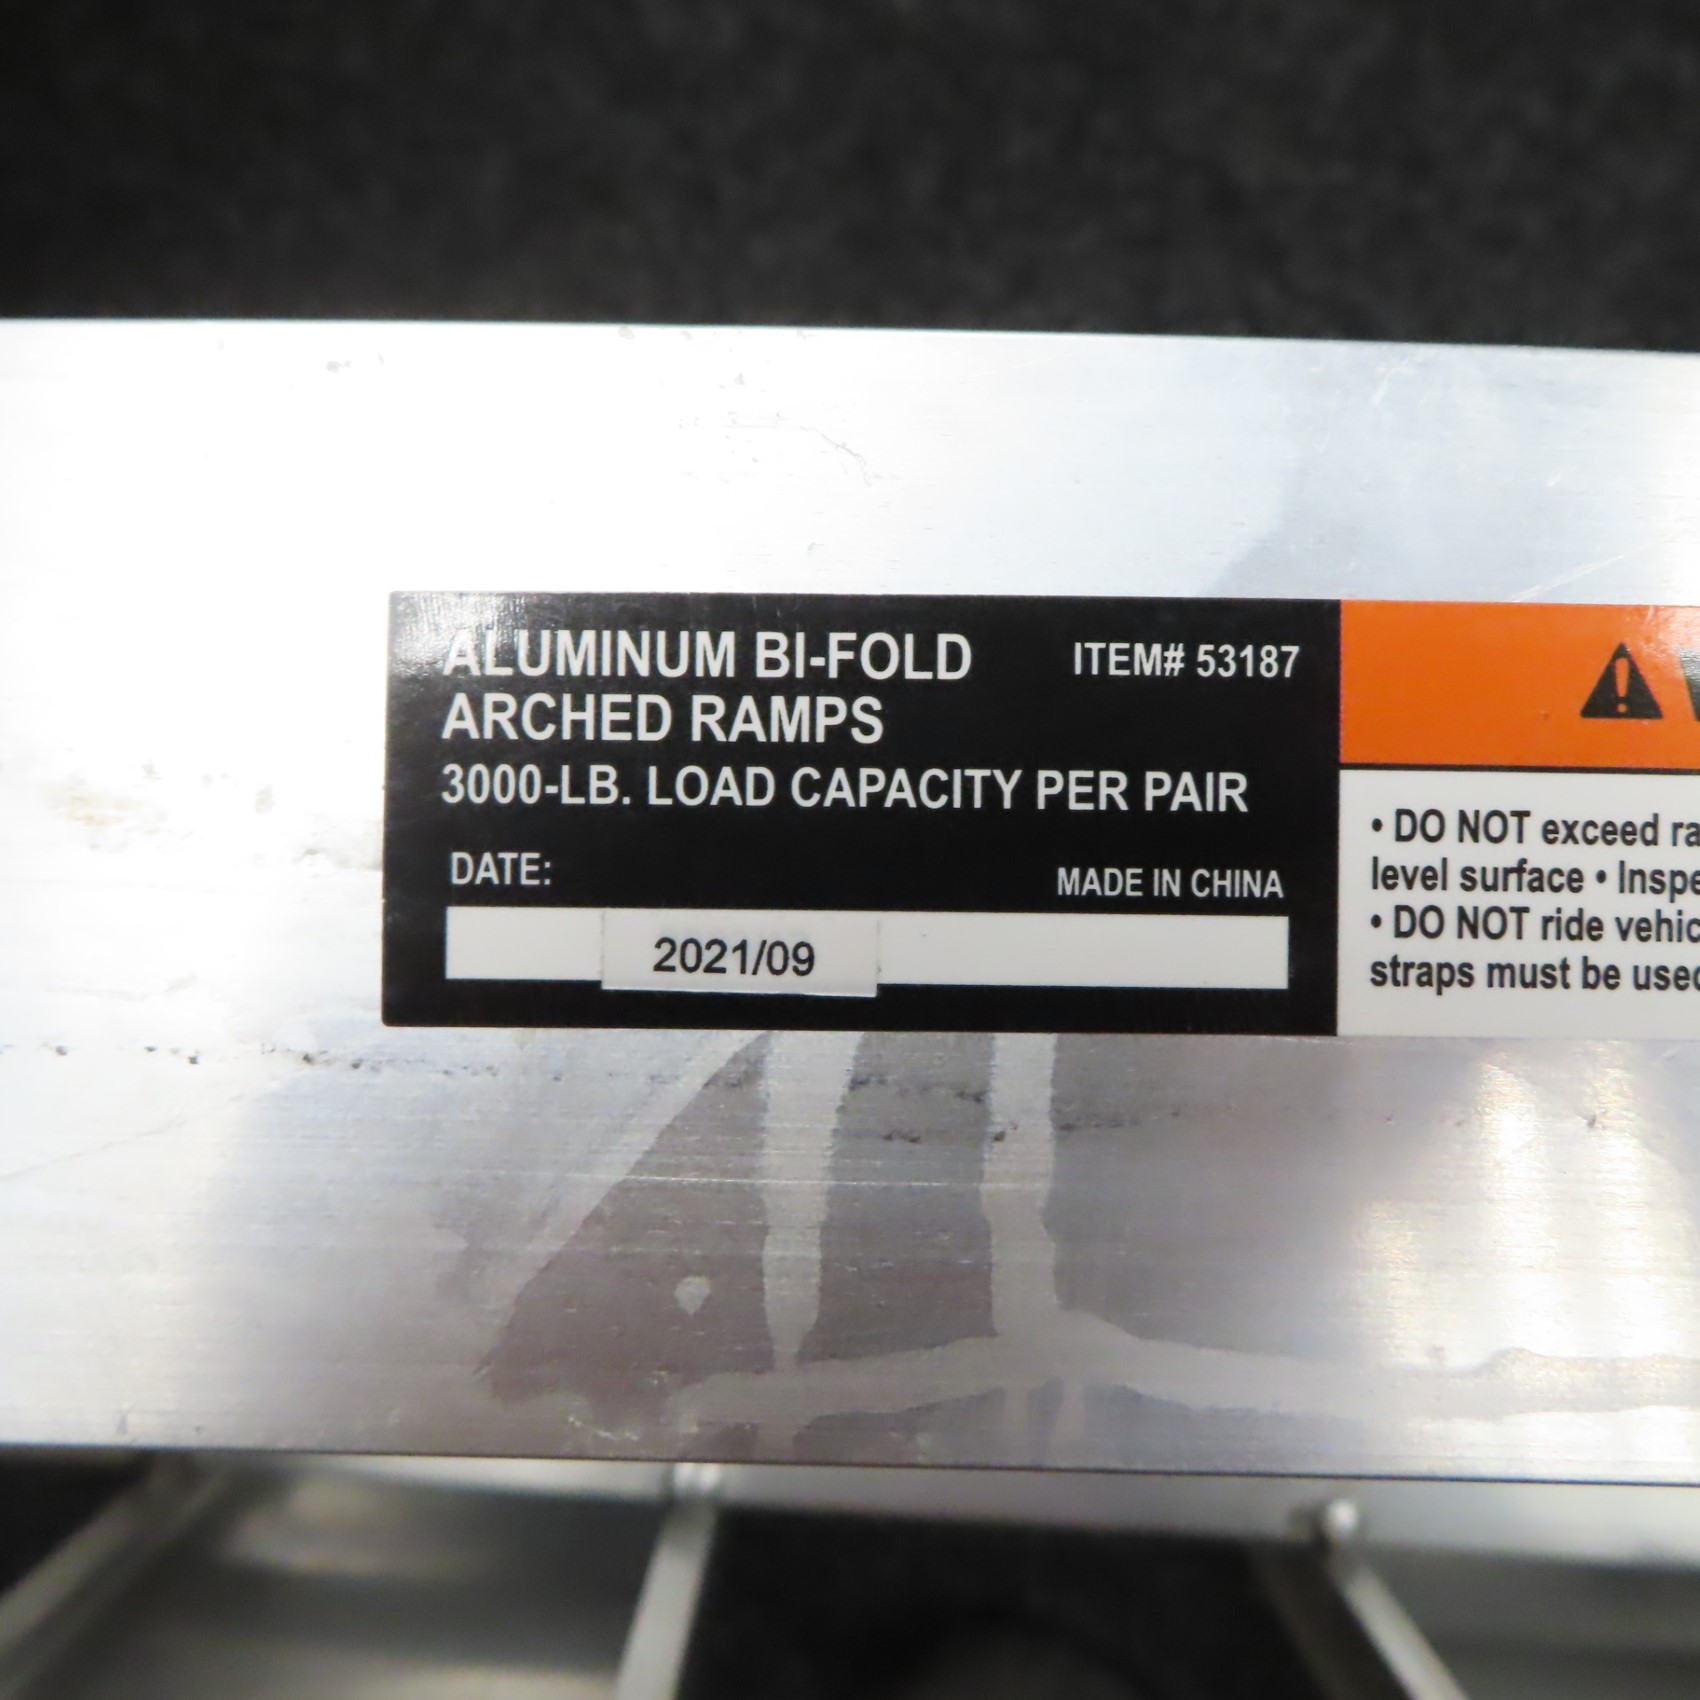 ALUMINUM BI-FOLD ITEM# 53187
ARCHED RAMPS
3000-LB. LOAD CAPACITY PER PAIR
DATE: MADE IN CHINA
2021/09
• DO NOT exceed
level surface •
• DO NOT ride
straps must be